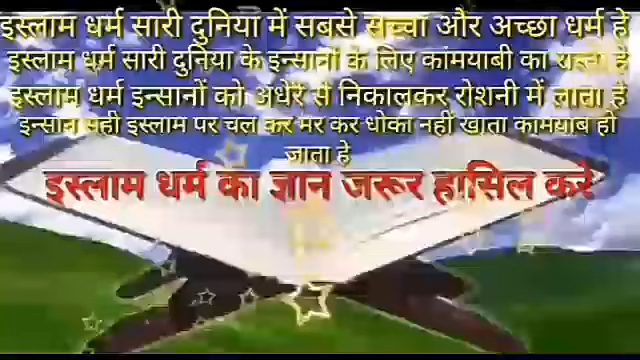 इस्लाम धर्म सारी दुनिया में सबसे सच्चा और अच्छा धर्म हे
इस्लाम धर्म सारी दुनिया के इन्सानों के लिए कामयाबी का रास्ता हे
इस्लाम धर्म इन्सानों को अंधेरे से निकालकर रोशनी में लाता हे
इन्सान सही इस्लाम पर चल कर मर कर धोका नहीं खाता कामयाब हो
जाता हे
इस्लाम धर्म का ज्ञान जरूर हासिल करे